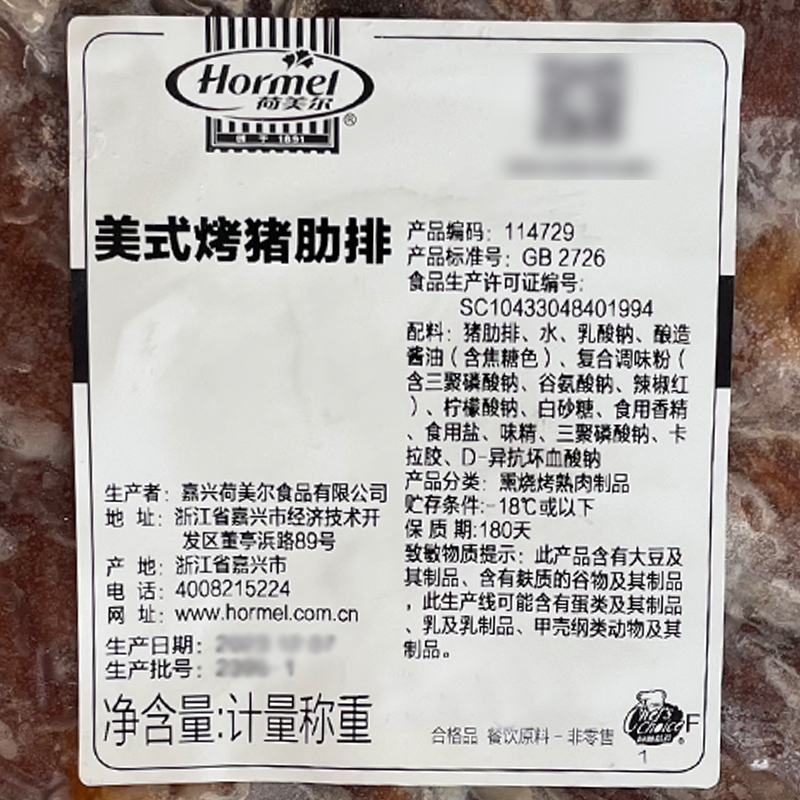 Hormel
荷美尔
®
创于1891
美式烤猪肋排
产品编码：114729
产品标准号：GB 2726
食品生产许可证编号：
SC10433048401994
配料：猪肋排、水、乳酸钠、酿造
酱油（含焦糖色）、复合调味粉（
含三聚磷酸钠、谷氨酸钠、辣椒红
）、柠檬酸钠、白砂糖、食用香精
、食用盐、味精、三聚磷酸钠、卡
拉胶、D-异抗坏血酸钠
产品分类：熏烧烤熟肉制品
贮存条件：-18℃或以下
保质期:180天
致敏物质提示：此产品含有大豆及
其制品、含有麸质的谷物及其制品
，此生产线可能含有蛋类及其制品
、乳及乳制品、甲壳纲类动物及其
制品。
生产者：嘉兴荷美尔食品有限公司
地 址：浙江省嘉兴市经济技术开
发区董亭浜路89号
产 地：浙江省嘉兴市
电 话：4008215224
网 址：www.hormel.com.cn
生产日期：
生产批号：
净含量:计量称重
合格品 餐饮原料-非零售
Chef's
Choice
®
F
1